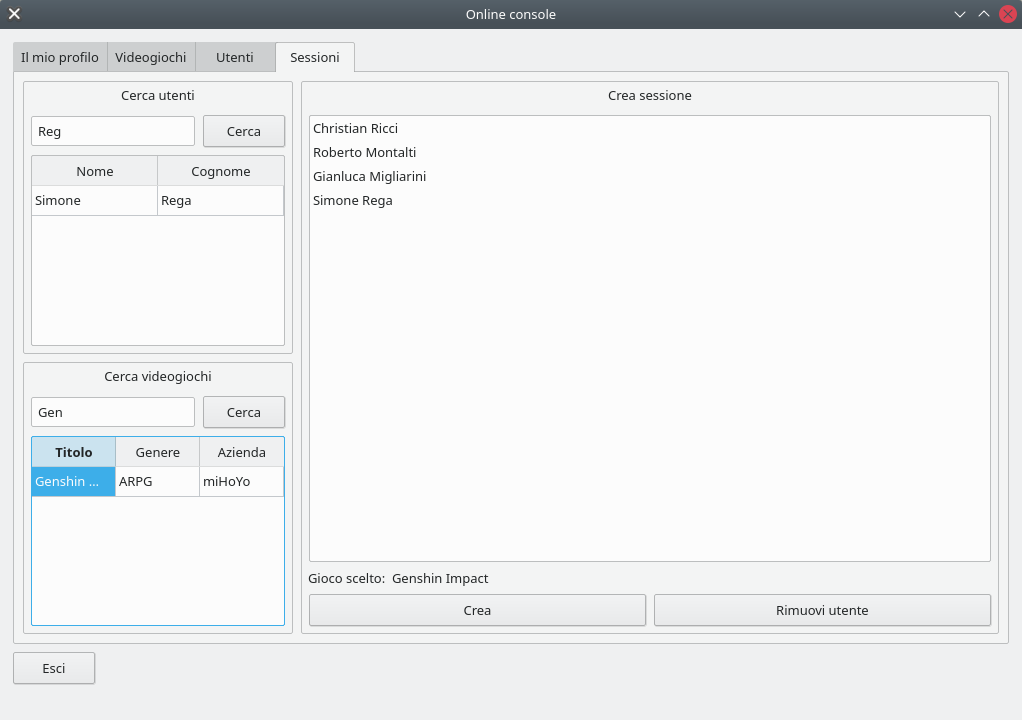 Online console
Il mio profilo Videogiochi Utenti Sessioni
Cerca utenti
Reg Cerca
Nome Cognome
Simone Rega
Cerca videogiochi
Gen Cerca
Titolo Genere Azienda
Genshin ... ARPG miHoYo
Crea sessione
Christian Ricci
Roberto Montalti
Gianluca Migliarini
Simone Rega
Gioco scelto: Genshin Impact
Crea Rimuovi utente
Esci